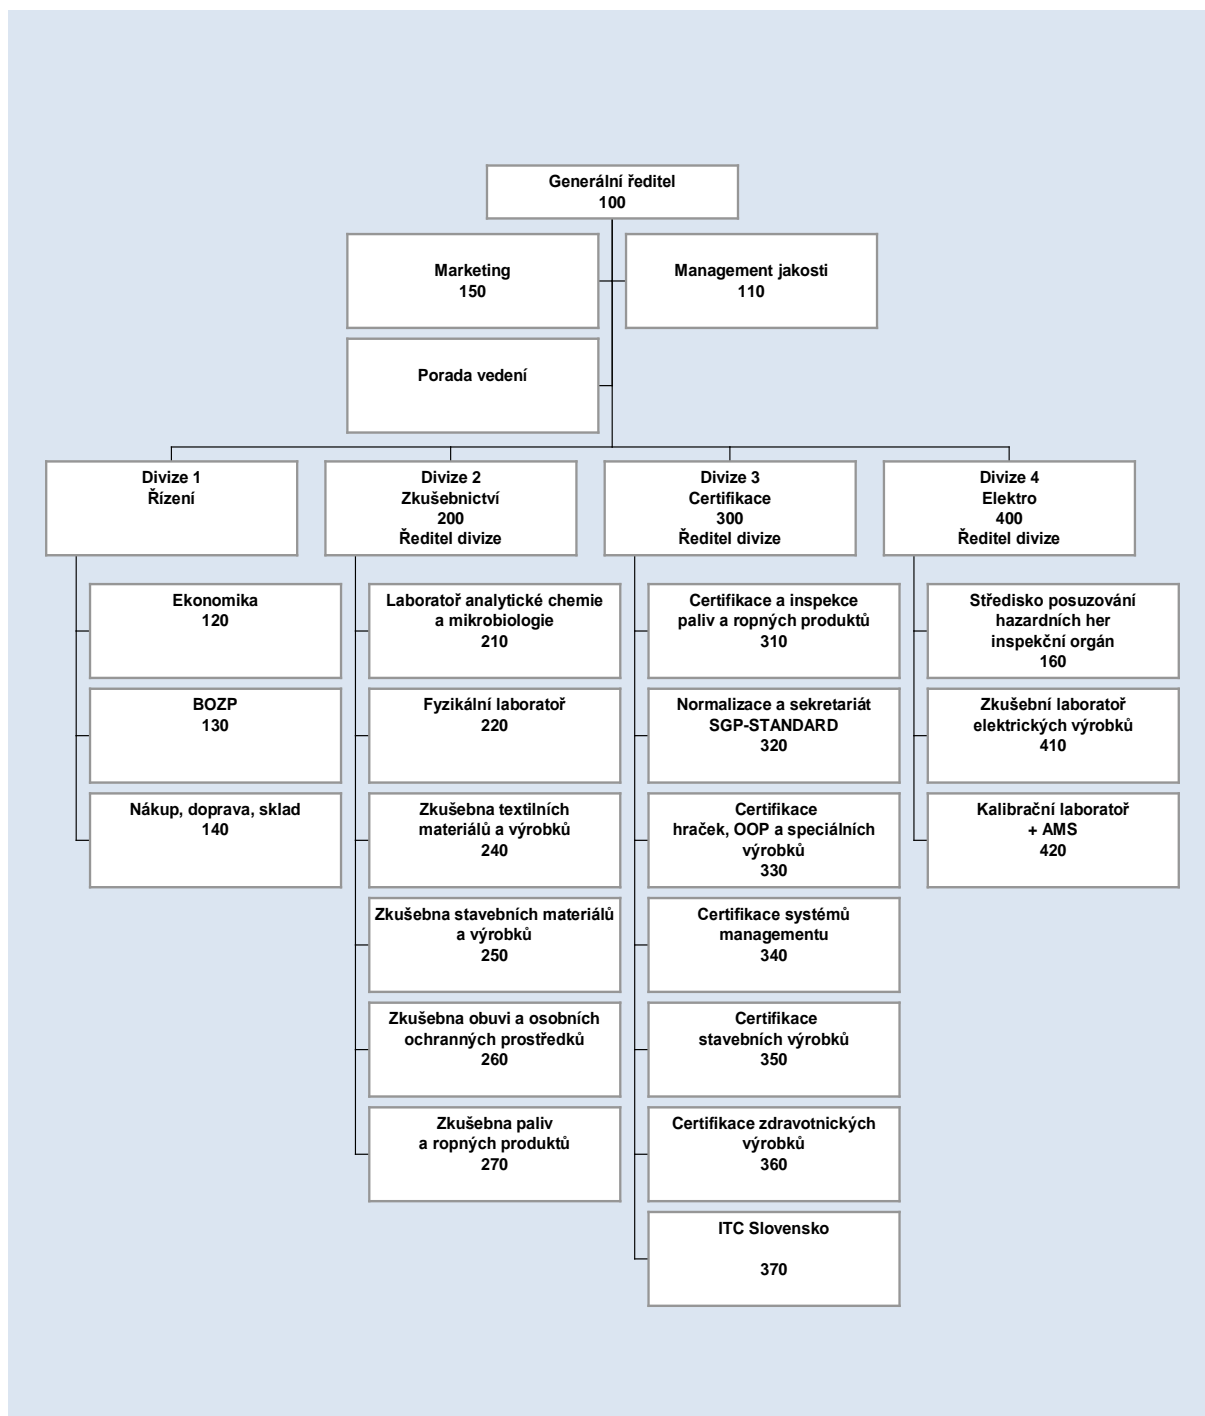 Generální ředitel
100
Marketing
150
Management jakosti
110
Porada vedení
Divize 1
Řízení
Divize 2
Zkušebnictví
200
Ředitel divize
Divize 3
Certifikace
300
Ředitel divize
Divize 4
Elektro
400
Ředitel divize
Ekonomika
120
BOZP
130
Nákup, doprava, sklad
140
Laboratoř analytické chemie
a mikrobiologie
210
Fyzikální laboratoř
220
Zkušebna textilních
materiálů a výrobků
240
Zkušebna stavebních materiálů
a výrobků
250
Zkušebna obuvi a osobních
ochranných prostředků
260
Zkušebna paliv
a ropných produktů
270
Certifikace a inspekce
paliv a ropných produktů
310
Normalizace a sekretariát
SGP-STANDARD
320
Certifikace
hraček, OOP a speciálních
výrobků
330
Certifikace systémů
managementu
340
Certifikace
stavebních výrobků
350
Certifikace zdravotnických
výrobků
360
ITC Slovensko
370
Středisko posuzování
hazardních her
inspekční orgán
160
Zkušební laboratoř
elektrických výrobků
410
Kalibrační laboratoř
+ AMS
420